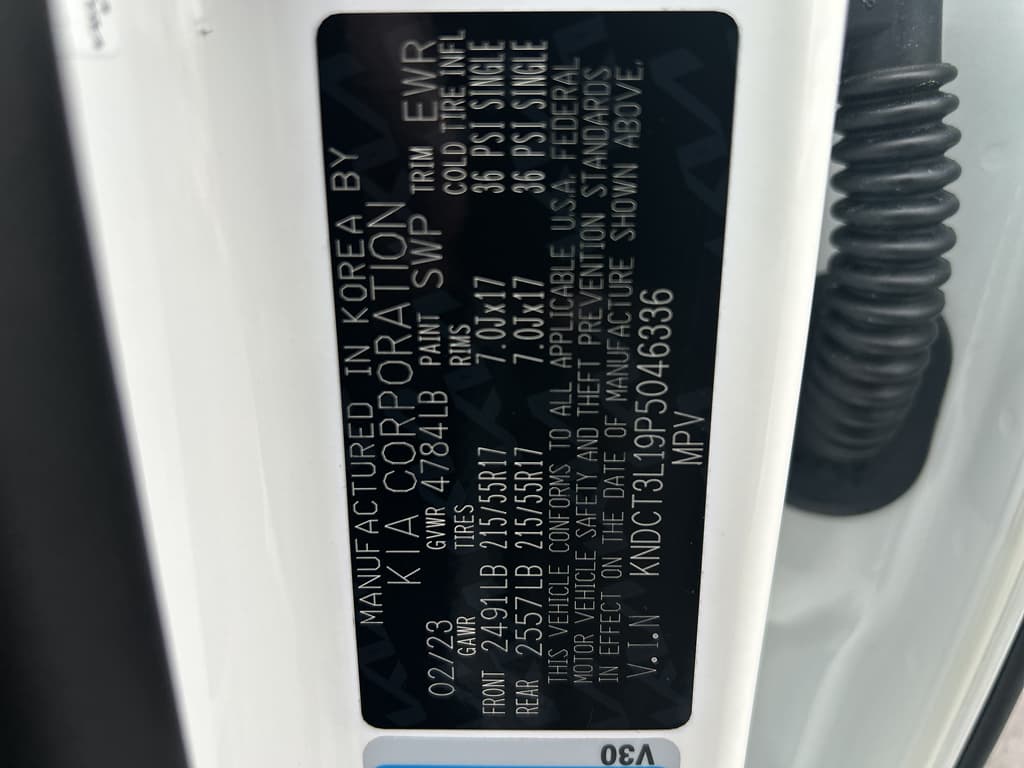 MANUFACTURED IN KOREA BY
KIA CORPORATION
02/23 GVWR 4784LB PAINT SWP TRIM EWR
GAWR TIRES RIMS COLD TIRE INFL
FRONT 2491LB 215/55R17 7.0Jx17 36 PSI SINGLE
REAR 2557LB 215/55R17 7.0Jx17 36 PSI SINGLE
THIS VEHICLE CONFORMS TO ALL APPLICABLE U.S.A. FEDERAL
MOTOR VEHICLE SAFETY AND THEFT PREVENTION STANDARDS
IN EFFECT ON THE DATE OF MANUFACTURE SHOWN ABOVE.
V.I.N KNDCT3L19P5046336
MPV
V30